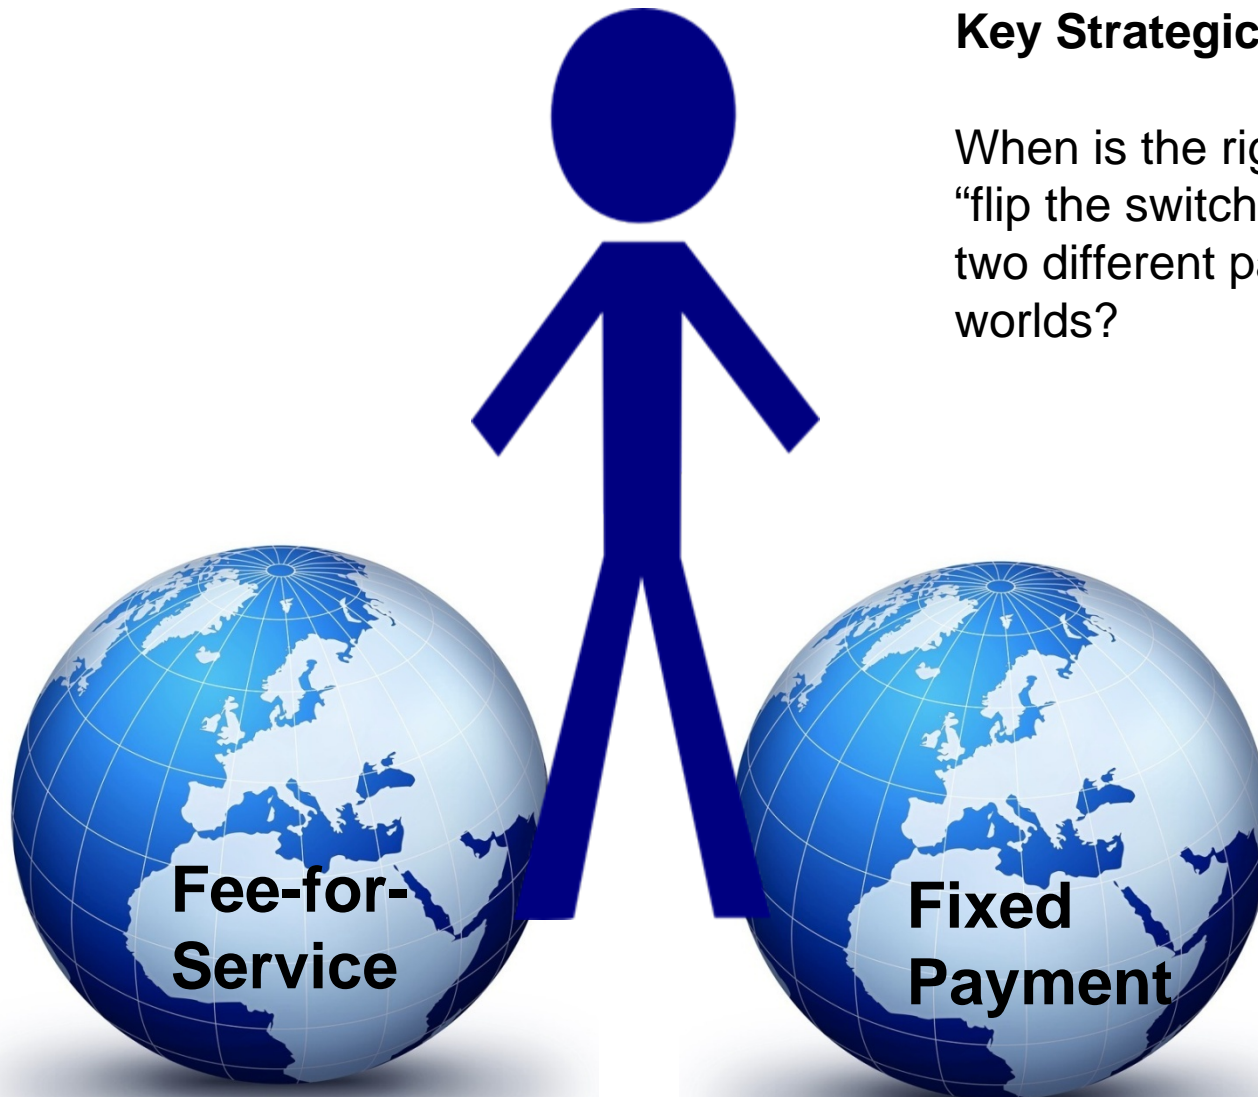 Key Strategic
When is the
“flip the switch
two different
worlds?
Fee-for-
Service
Fixed
Payment